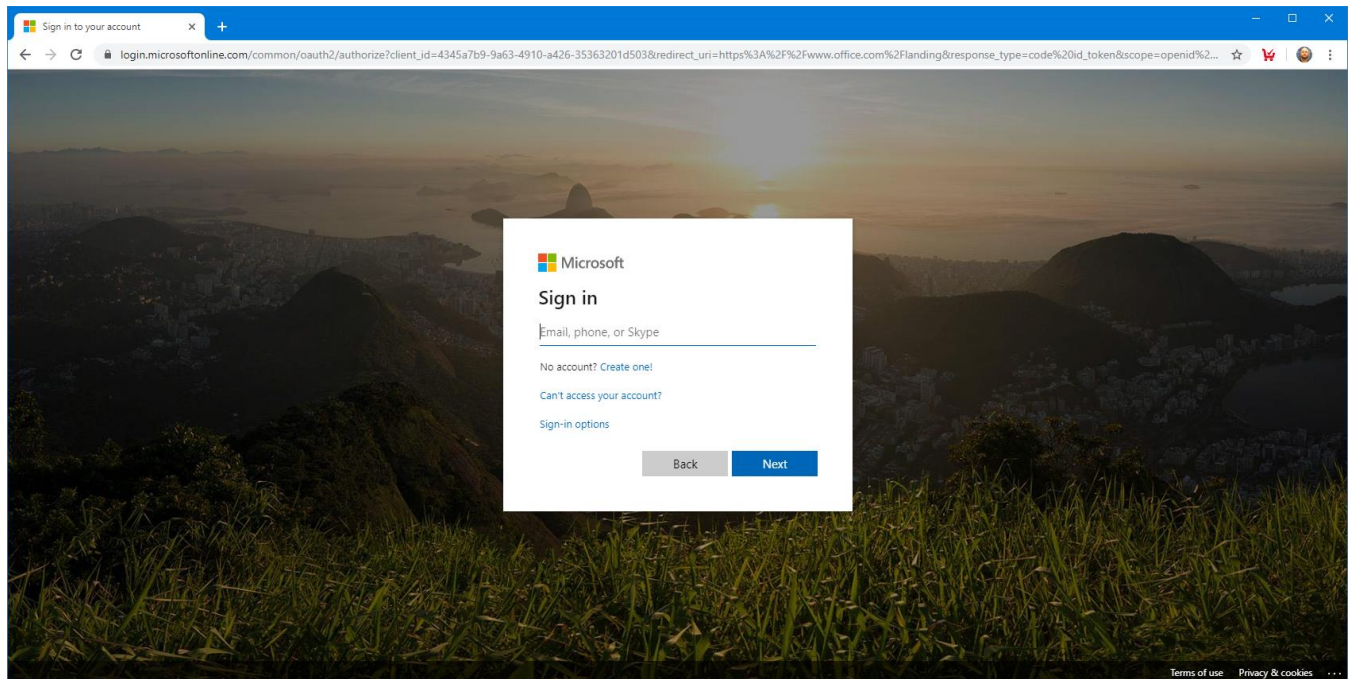 Sign in to your account
login.microsoftonline.com/common/oauth2/authorize?client_id=4345a7b9-9a63-4910-a426-35363201d503&redirect_uri=https%3A%2F%2Fwww.office.com%2Flanding&response_type=code%20id_token&scope=openid%2...
Microsoft
Sign in
Email, phone, or Skype
No account? Create one!
Can't access your account?
Sign-in options
Back Next
Terms of use Privacy & cookies ...